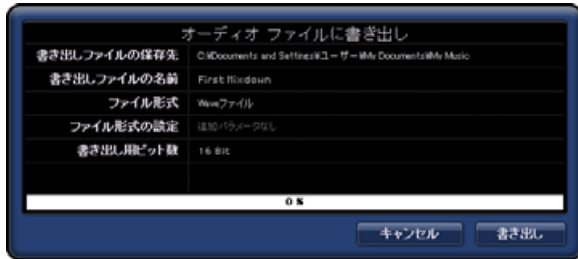 オーディオ ファイルに書き出し
書き出しファイルの保存先 C:¥Documents and Settings¥ユーザー¥My Documents¥My Music
書き出しファイルの名前 First Mixdown
ファイル形式 Waveファイル
ファイル形式の設定 追加パラメータなし
書き出し用ビット数 16 Bit
0 %
キャンセル 書き出し